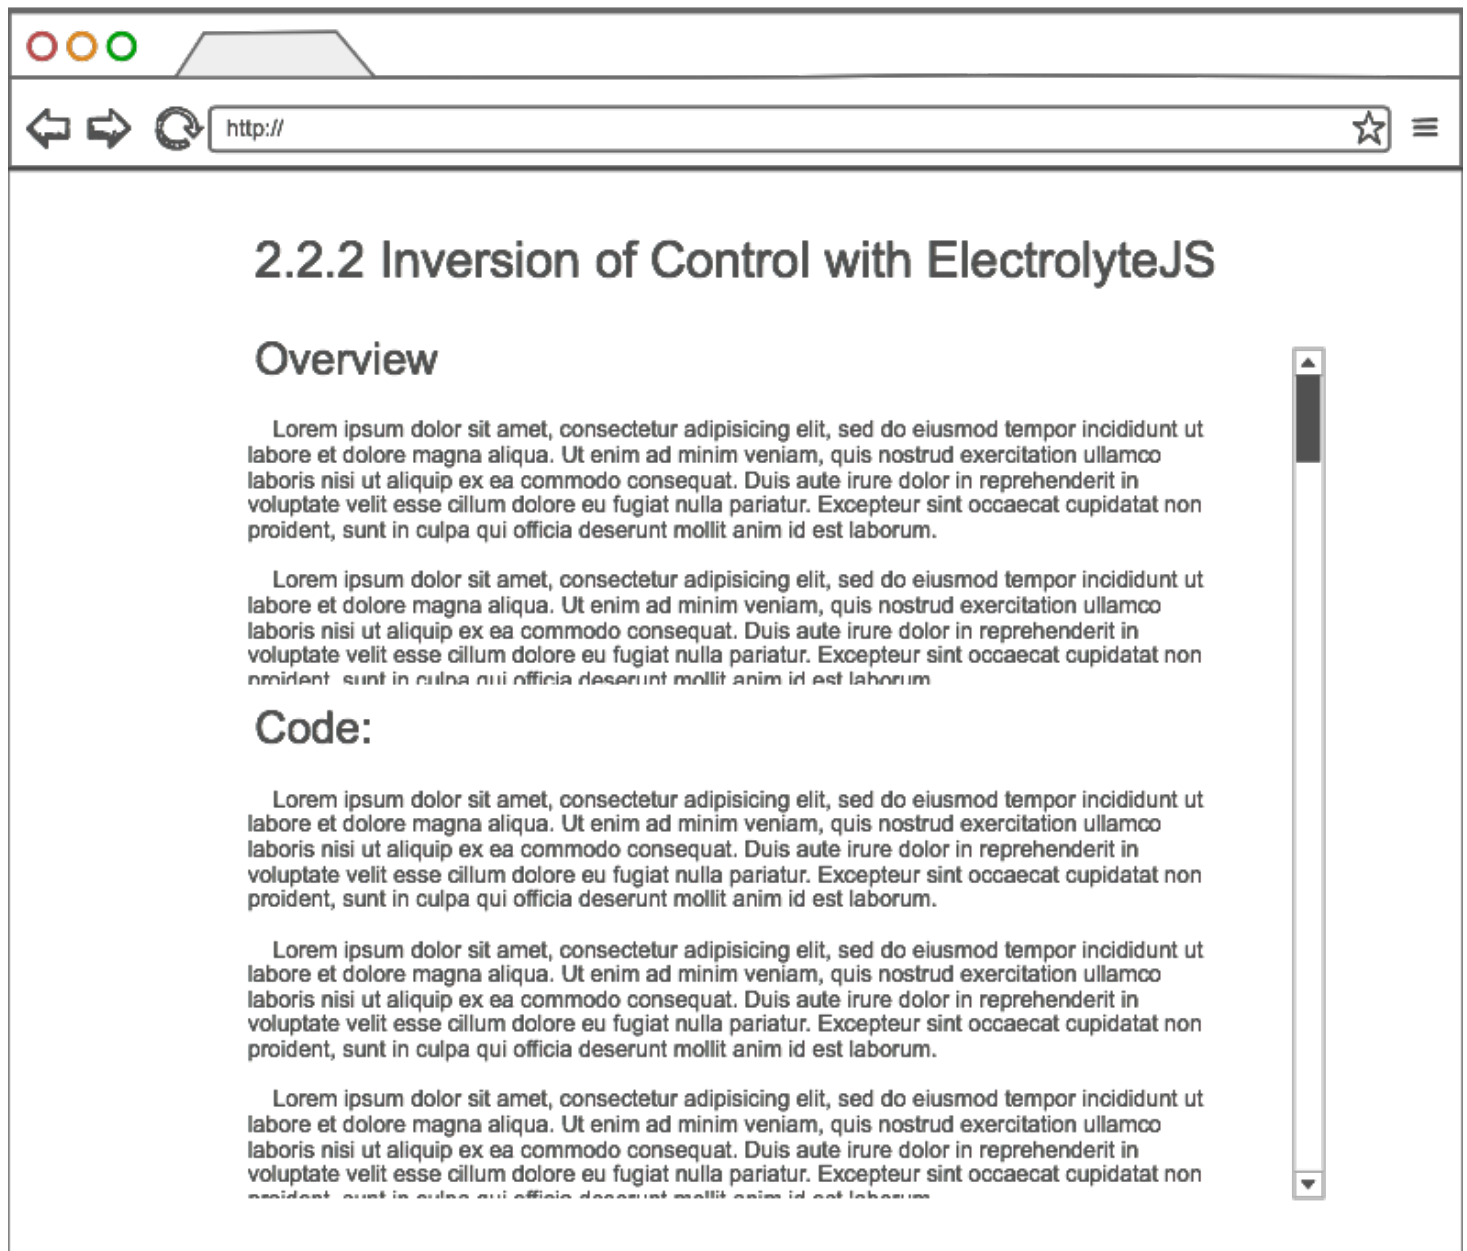 http://
2.2.2 Inversion of Control with ElectrolyteJS
Overview
Lorem ipsum dolor sit amet, consectetur adipisicing elit, sed do eiusmod tempor incididunt ut
labore et dolore magna aliqua. Ut enim ad minim veniam, quis nostrud exercitation ullamco
laboris nisi ut aliquip ex ea commodo consequat. Duis aute irure dolor in reprehenderit in
voluptate velit esse cillum dolore eu fugiat nulla pariatur. Excepteur sint occaecat cupidatat non
proident, sunt in culpa qui officia deserunt mollit anim id est laborum.
Lorem ipsum dolor sit amet, consectetur adipisicing elit, sed do eiusmod tempor incididunt ut
labore et dolore magna aliqua. Ut enim ad minim veniam, quis nostrud exercitation ullamco
laboris nisi ut aliquip ex ea commodo consequat. Duis aute irure dolor in reprehenderit in
voluptate velit esse cillum dolore eu fugiat nulla pariatur. Excepteur sint occaecat cupidatat non
proident, sunt in culpa qui officia deserunt mollit anim id est laborum.
Code:
Lorem ipsum dolor sit amet, consectetur adipisicing elit, sed do eiusmod tempor incididunt ut
labore et dolore magna aliqua. Ut enim ad minim veniam, quis nostrud exercitation ullamco
laboris nisi ut aliquip ex ea commodo consequat. Duis aute irure dolor in reprehenderit in
voluptate velit esse cillum dolore eu fugiat nulla pariatur. Excepteur sint occaecat cupidatat non
proident, sunt in culpa qui officia deserunt mollit anim id est laborum.
Lorem ipsum dolor sit amet, consectetur adipisicing elit, sed do eiusmod tempor incididunt ut
labore et dolore magna aliqua. Ut enim ad minim veniam, quis nostrud exercitation ullamco
laboris nisi ut aliquip ex ea commodo consequat. Duis aute irure dolor in reprehenderit in
voluptate velit esse cillum dolore eu fugiat nulla pariatur. Excepteur sint occaecat cupidatat non
proident, sunt in culpa qui officia deserunt mollit anim id est laborum.
Lorem ipsum dolor sit amet, consectetur adipisicing elit, sed do eiusmod tempor incididunt ut
labore et dolore magna aliqua. Ut enim ad minim veniam, quis nostrud exercitation ullamco
laboris nisi ut aliquip ex ea commodo consequat. Duis aute irure dolor in reprehenderit in
voluptate velit esse cillum dolore eu fugiat nulla pariatur. Excepteur sint occaecat cupidatat non